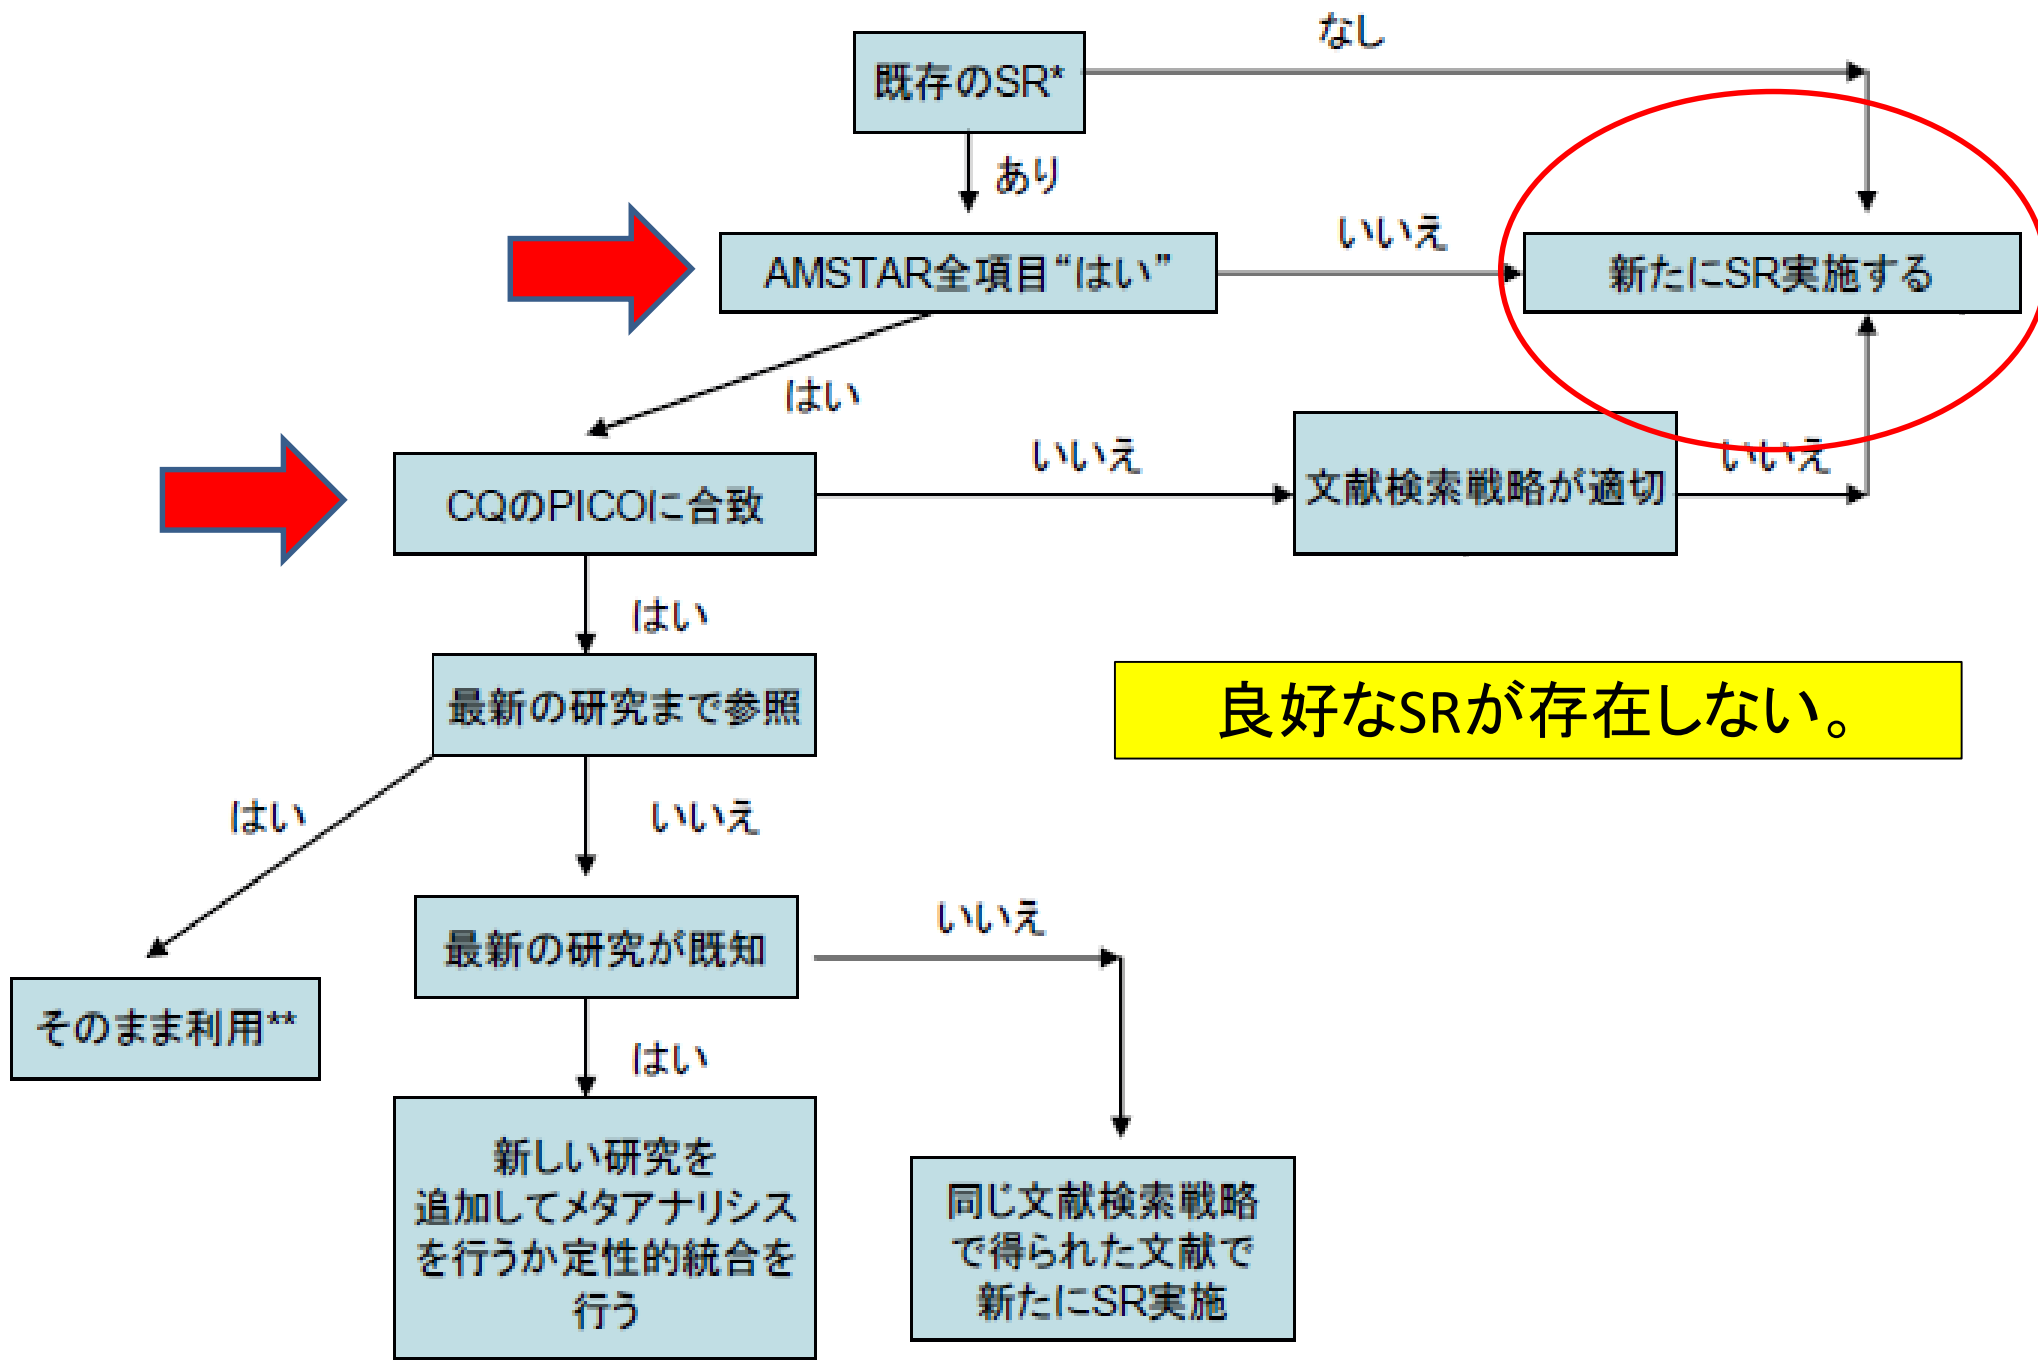 なし
既存のSR*
あり
いいえ
AMSTAR全項目“はい”
新たにSR実施する
はい
いいえ
いいえ
CQのPICOに合致
文献検索戦略が適切
はい
最新の研究まで参照
良好なSRが存在しない。
はい
いいえ
いいえ
最新の研究が既知
そのまま利用**
はい
新しい研究を
追加してメタアナリシス
を行うか定性的統合を
行う
同じ文献検索戦略
で得られた文献で
新たにSR実施